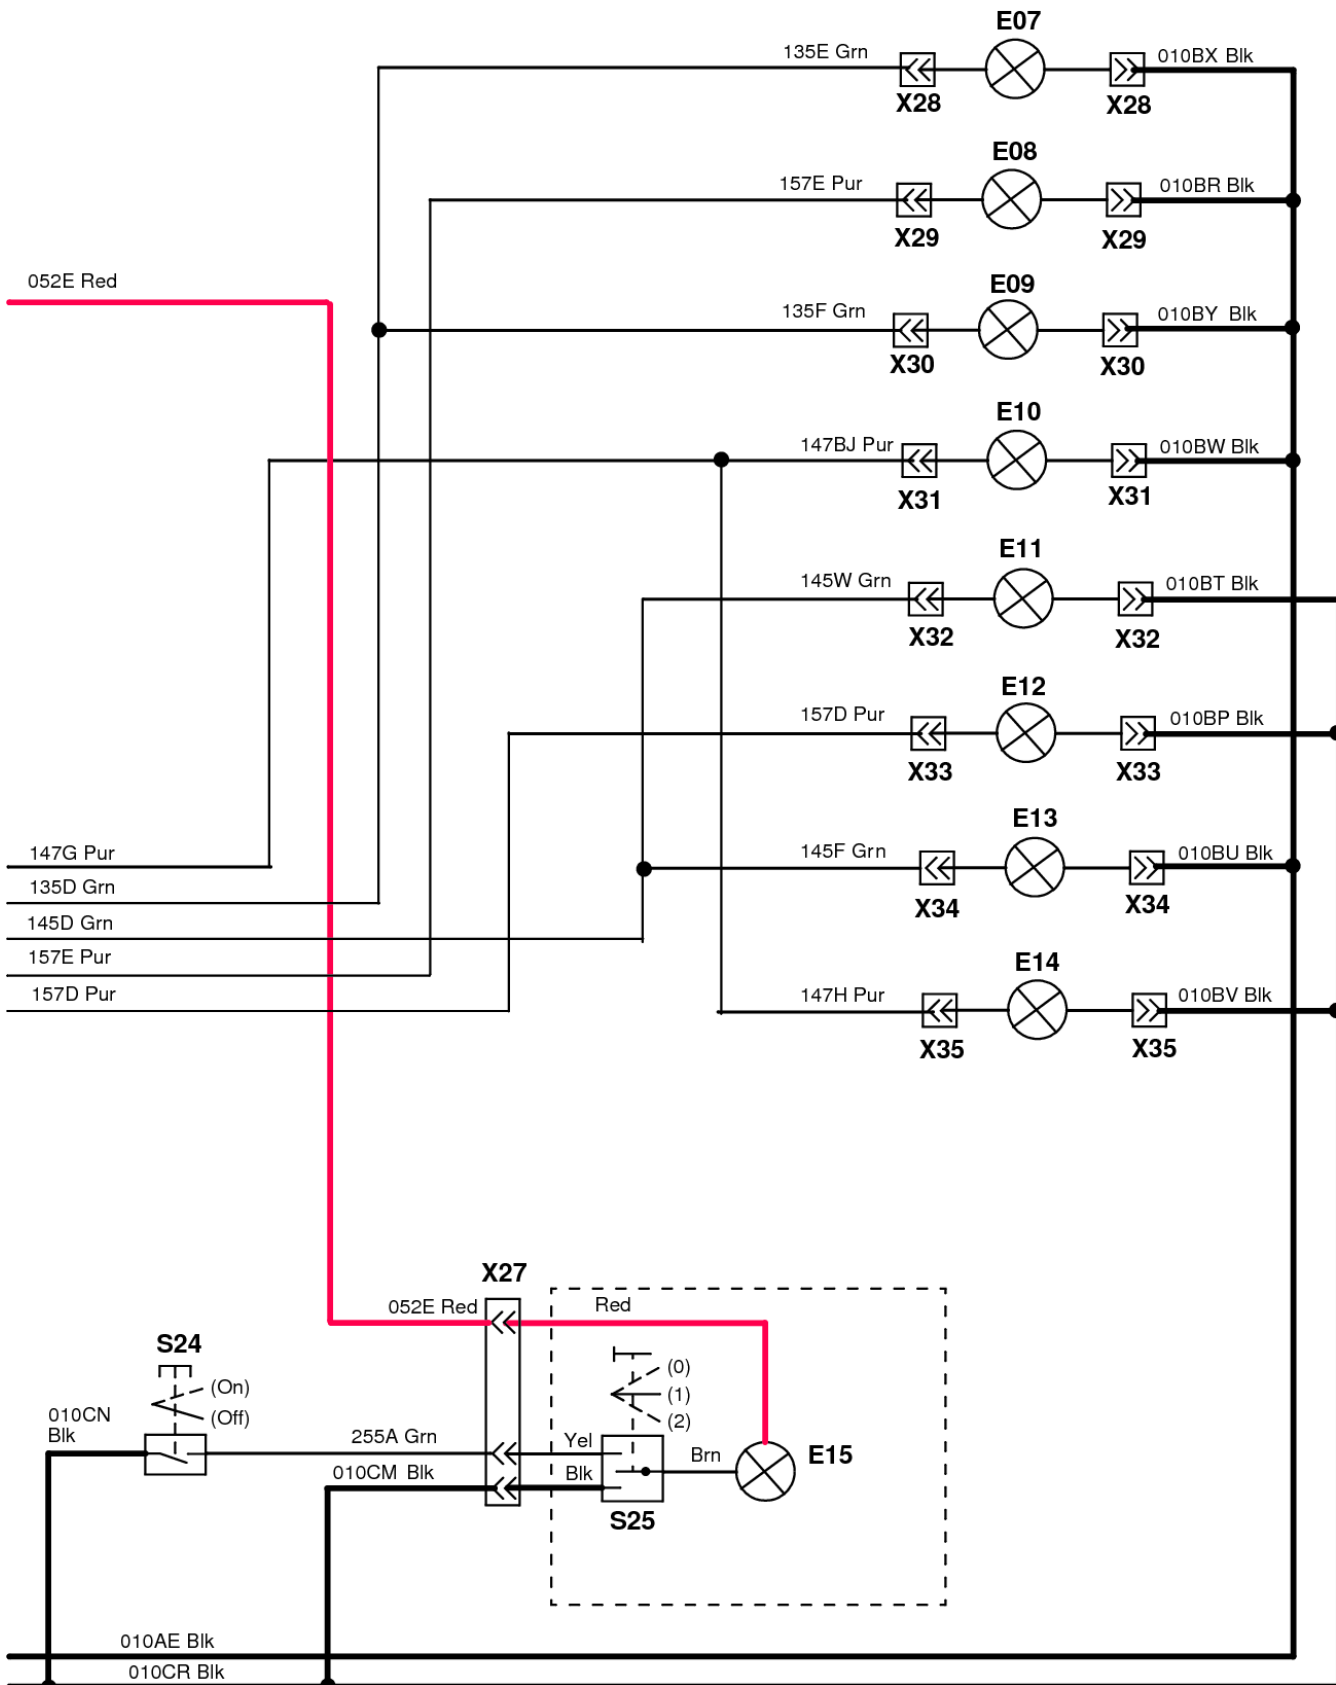 E07
135E Grn
010BX Blk
X28
X28
E08
157E Pur
010BR Blk
X29
X29
052E Red
E09
135F Grn
010BY Blk
X30
X30
E10
147BJ Pur
010BW Blk
X31
X31
E11
145W Grn
010BT Blk
X32
X32
E12
157D Pur
010BP Blk
X33
X33
E13
147G Pur
145F Grn
010BU Blk
135D Grn
X34
X34
145D Grn
157E Pur
E14
157D Pur
147H Pur
010BV Blk
X35
X35
X27
052E Red
Red
S24
(0)
(On)
(1)
(Off)
(2)
010CN
Blk
255A Grn
Yel
Brn
E15
010CM Blk
Blk
S25
010AE Blk
010CR Blk